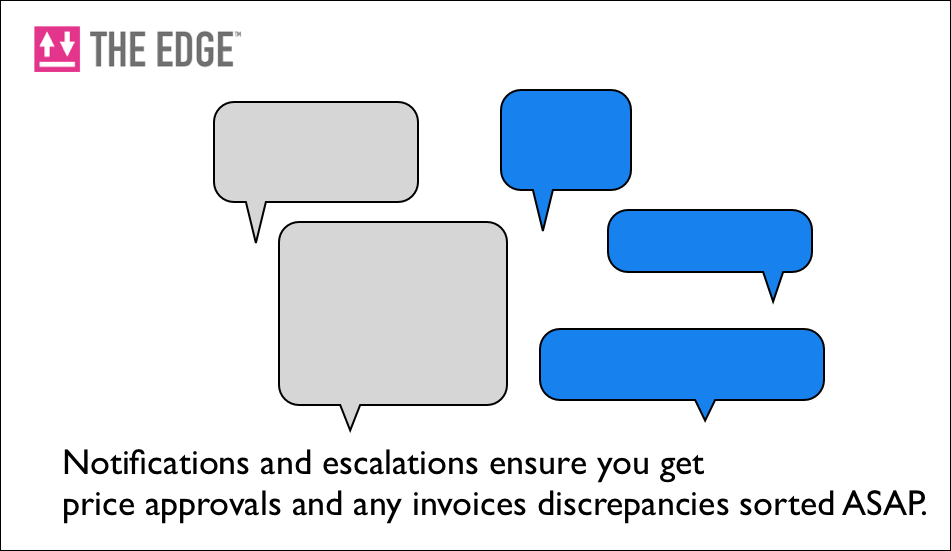 THE EDGE™
Notifications and escalations ensure you get
price approvals and any invoices discrepancies sorted ASAP.